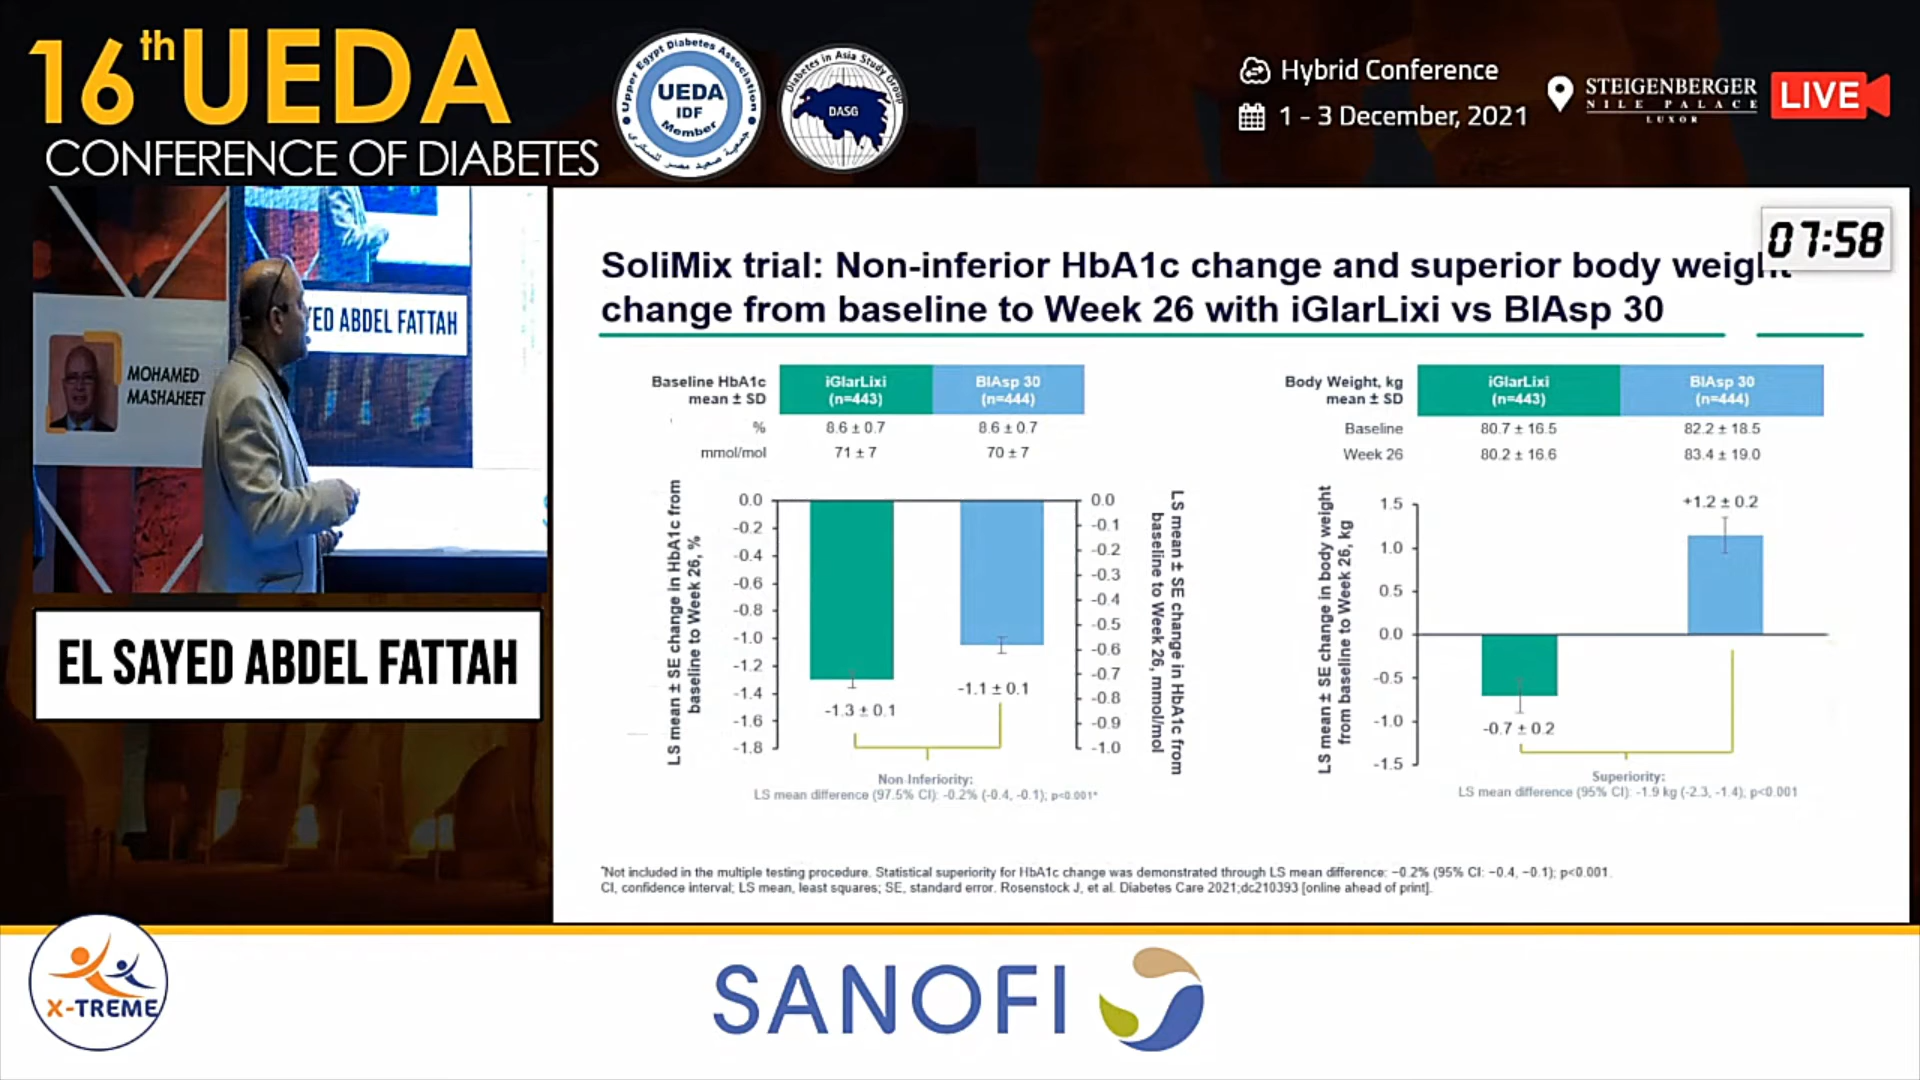 16th UEDA
CONFERENCE OF DIABETES
Upper Egypt Diabetes Association
UEDA
IDF
Member
جمعية صعيد مصر للسكرى
Diabetes in Asia Study Group
DASG
Hybrid Conference
1 - 3 December, 2021
STEIGENBERGER
NILE PALACE
LUXOR
LIVE
07:58
MOHAMED
MASHAHEET
YED ABDEL FATTAH
EL SAYED ABDEL FATTAH
SoliMix trial: Non-inferior HbA1c change and superior body weight
change from baseline to Week 26 with iGlarLixi vs BIAsp 30
Baseline HbA1c
mean ± SD
iGlarLixi
(n=443)
BIAsp 30
(n=444)
% 8.6 ± 0.7 8.6 ± 0.7
mmol/mol 71 ± 7 70 ± 7
LS mean ± SE change in HbA1c from
baseline to Week 26, %
0.0
-0.2
-0.4
-0.6
-0.8
-1.0
-1.2
-1.4
-1.6
-1.8
-1.3 ± 0.1
-1.1 ± 0.1
0.0
-0.1
-0.2
-0.3
-0.4
-0.5
-0.6
-0.7
-0.8
-0.9
-1.0
LS mean ± SE change in HbA1c from
baseline to Week 26, mmol/mol
Non Inferiority:
LS mean difference (97.5% CI): -0.2% (-0.4, -0.1); p<0.001*
Body Weight, kg
mean ± SD
iGlarLixi
(n=443)
BIAsp 30
(n=444)
Baseline 80.7 ± 16.5 82.2 ± 18.5
Week 26 80.2 ± 16.6 83.4 ± 19.0
LS mean ± SE change in body weight
from baseline to Week 26, kg
1.5
1.0
0.5
0.0
-0.5
-1.0
-1.5
+1.2 ± 0.2
-0.7 ± 0.2
Superiority:
LS mean difference (95% CI): -1.9 kg (-2.3, -1.4), p<0.001
*Not included in the multiple testing procedure. Statistical superiority for HbA1c change was demonstrated through LS mean difference: −0.2% (95% CI: −0.4, −0.1); p<0.001.
CI, confidence interval; LS mean, least squares; SE, standard error. Rosenstock J, et al. Diabetes Care 2021;dc210393 [online ahead of print].
X-TREME
SANOFI